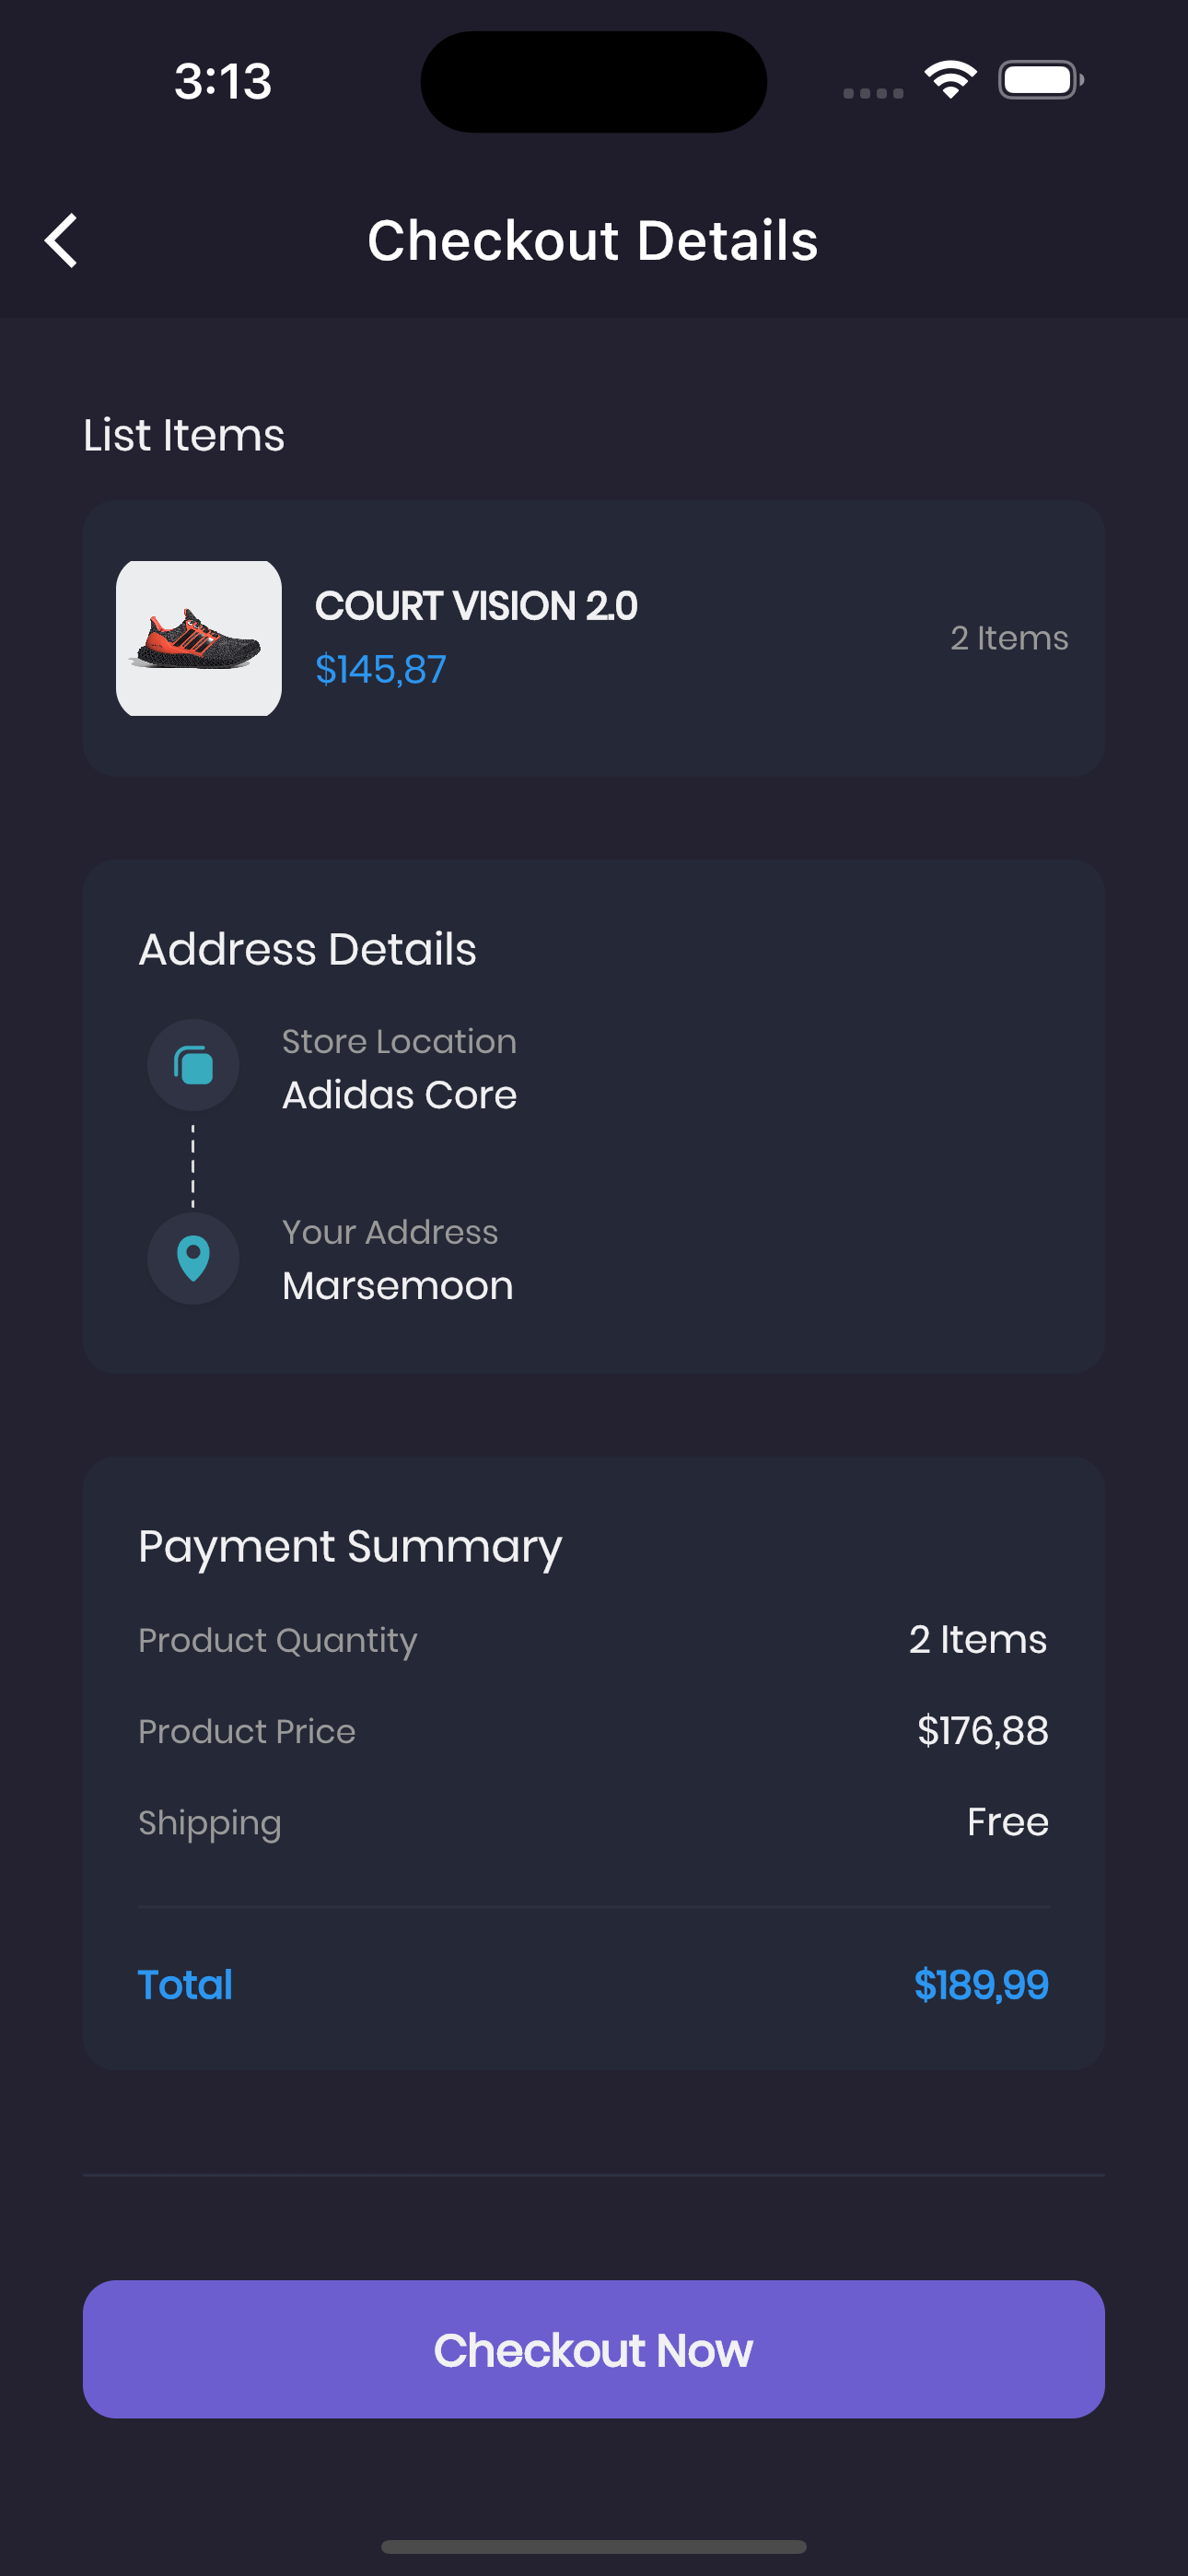 3:13
Checkout Details
List Items
COURT VISION 2.0
$145,87
2 Items
Address Details
Store Location
Adidas Core
Your Address
Marsemoon
Payment Summary
Product Quantity
2 Items
Product Price
$176,88
Shipping
Free
Total
$189,99
Checkout Now